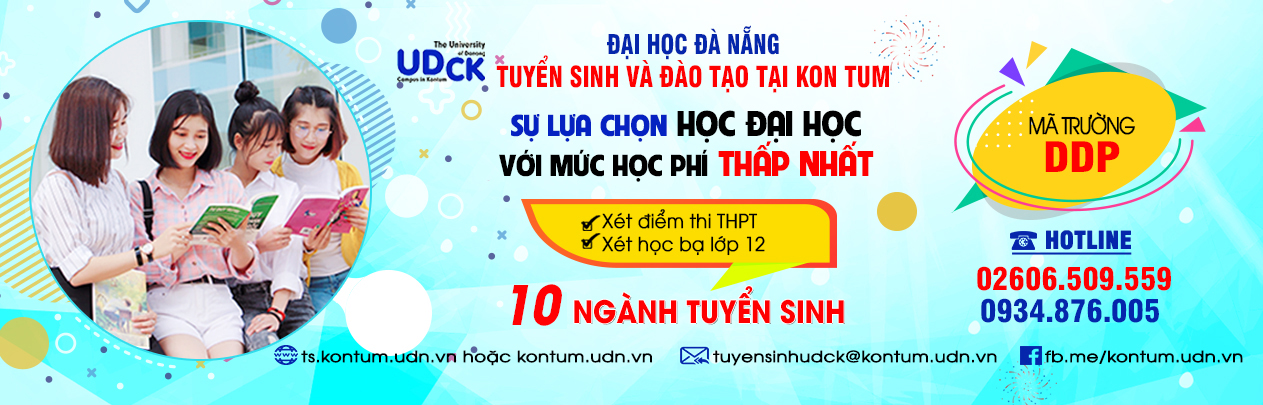 The University
of Danang
UDCK
Campus in Kontum
ĐẠI HỌC ĐÀ NẴNG
TUYỂN SINH VÀ ĐÀO TẠO TẠI KON TUM
SỰ LỰA CHỌN HỌC ĐẠI HỌC
VỚI MỨC HỌC PHÍ THẤP NHẤT
Xét điểm thi THPT
Xét học bạ lớp 12
10 NGÀNH TUYỂN SINH
MÃ TRƯỜNG
DDP
HOTLINE
02606.509.559
0934.876.005
ts.kontum.udn.vn hoặc kontum.udn.vn
tuyensinhudck@kontum.udn.vn
fb.me/kontum.udn.vn